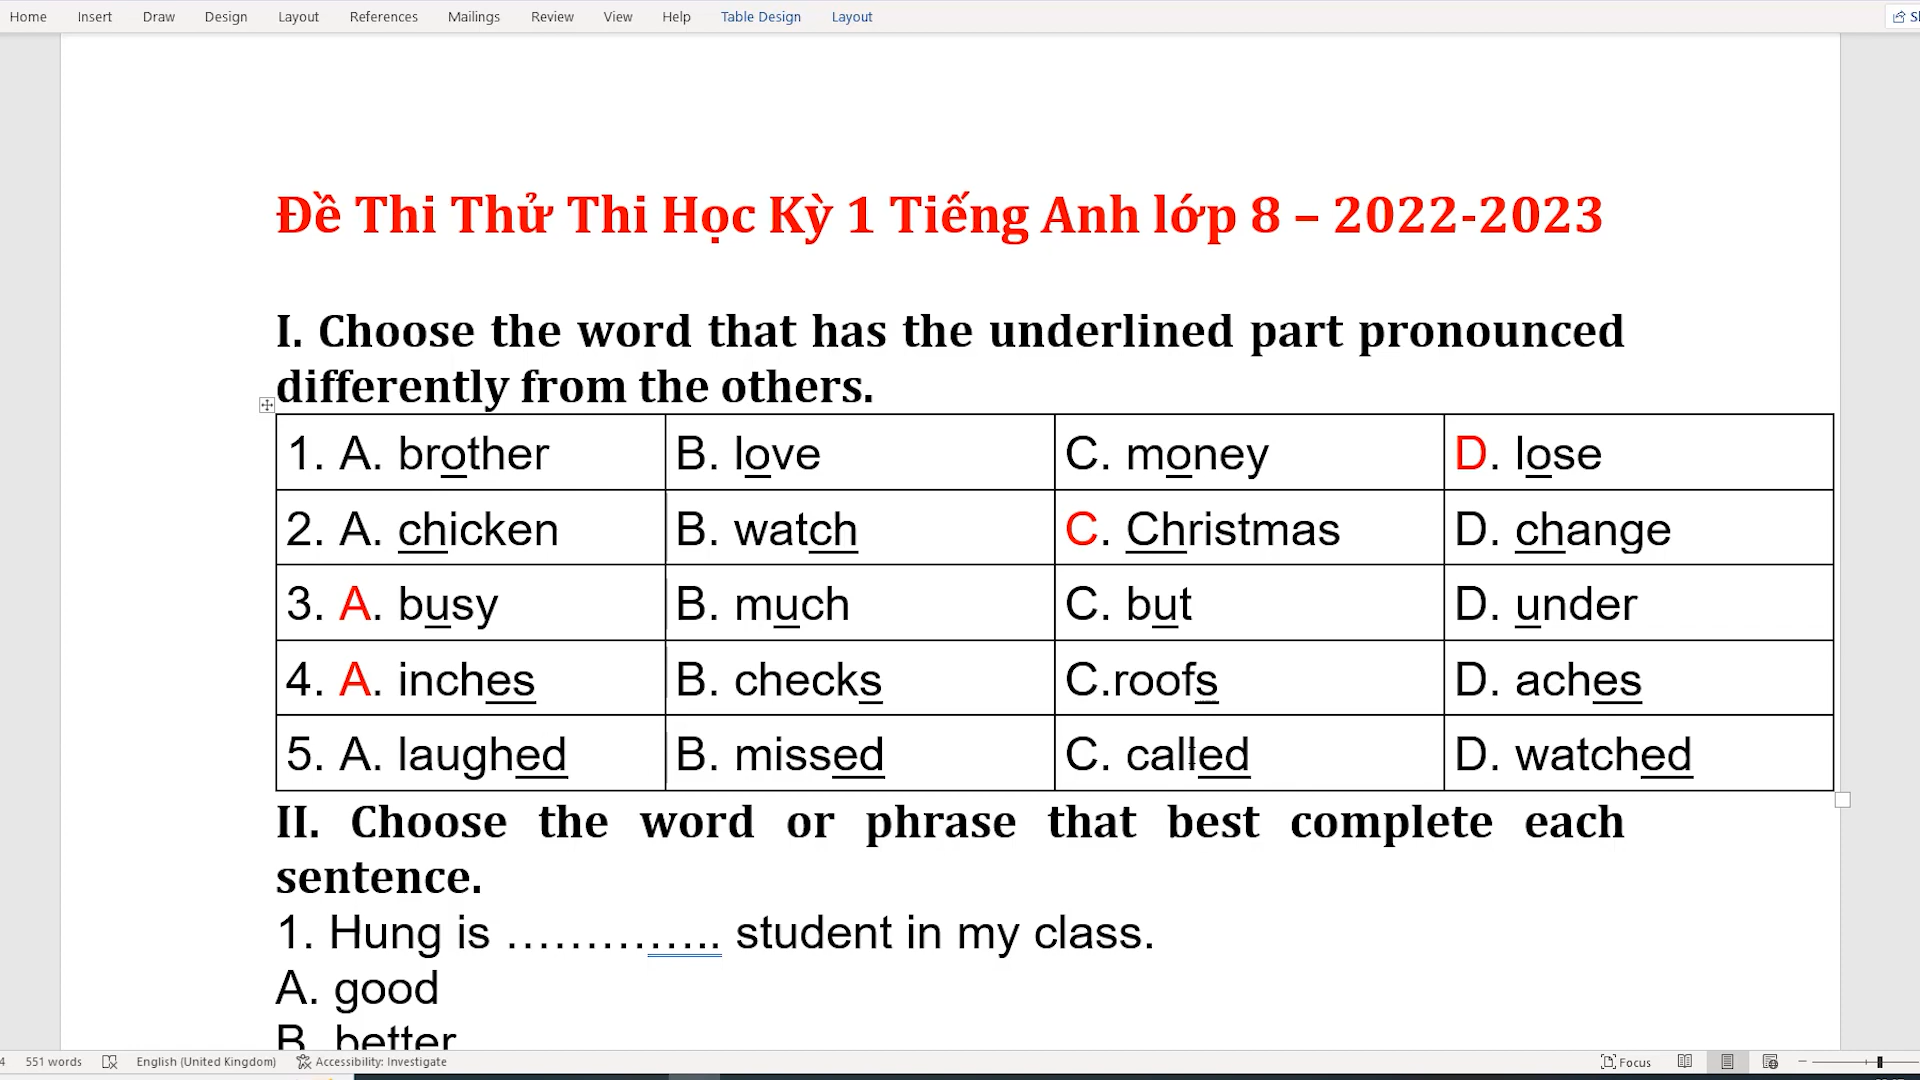 Home Insert Draw Design Layout References Mailings Review View Help Table Design Layout
Đề Thi Thử Thi Học Kỳ 1 Tiếng Anh lớp 8 – 2022-2023
I. Choose the word that has the underlined part pronounced
differently from the others.
1. A. brother B. love C. money D. lose
2. A. chicken B. watch C. Christmas D. change
3. A. busy B. much C. but D. under
4. A. inches B. checks C.roofs D. aches
5. A. laughed B. missed C. called D. watched
II. Choose the word or phrase that best complete each
sentence.
1. Hung is ………….. student in my class.
A. good
B. better
4 551 words English (United Kingdom) Accessibility: Investigate Focus